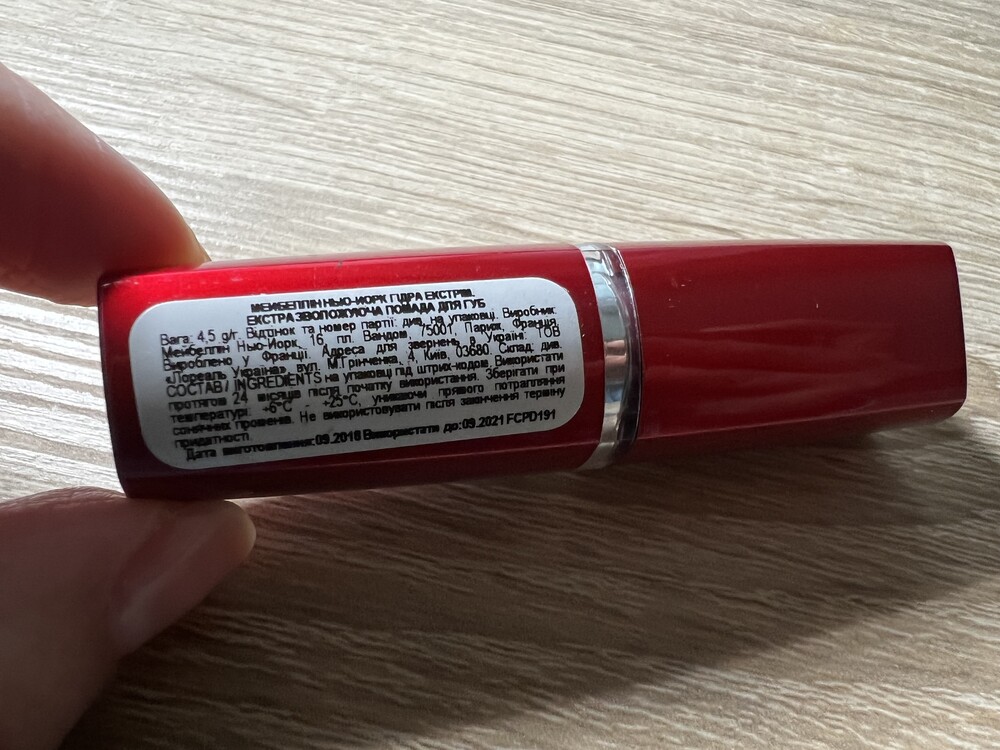 МЕЙБЕЛЛІН НЬЮ-ЙОРК ГІДРА ЕКСТРІМ.
ЕКСТРА ЗВОЛОЖУЮЧА ПОМАДА ДЛЯ ГУБ
Вага: 4,5 g/г. Відтінок та номер партії: див. на упаковці. Виробник:
Мейбеллін Нью-Йорк, 16, пл. Вандом, 75001, Париж, Франція.
Вироблено у Франції. Адреса для звернень в Україні: ТОВ
«Лореаль Україна», вул. М.Грінченка, 4, Київ, 03680. Склад: див.
СОСТАВ / INGREDIENTS на упаковці під штрих-кодом. Використати
протягом 24 місяців після початку використання. Зберігати при
температурі: +6°C - +25°C, уникаючи прямого потрапляння
сонячних променів. Не використовувати після закінчення терміну
придатності.
Дата виготовлення:09.2018 Використати до:09.2021 FCPD191